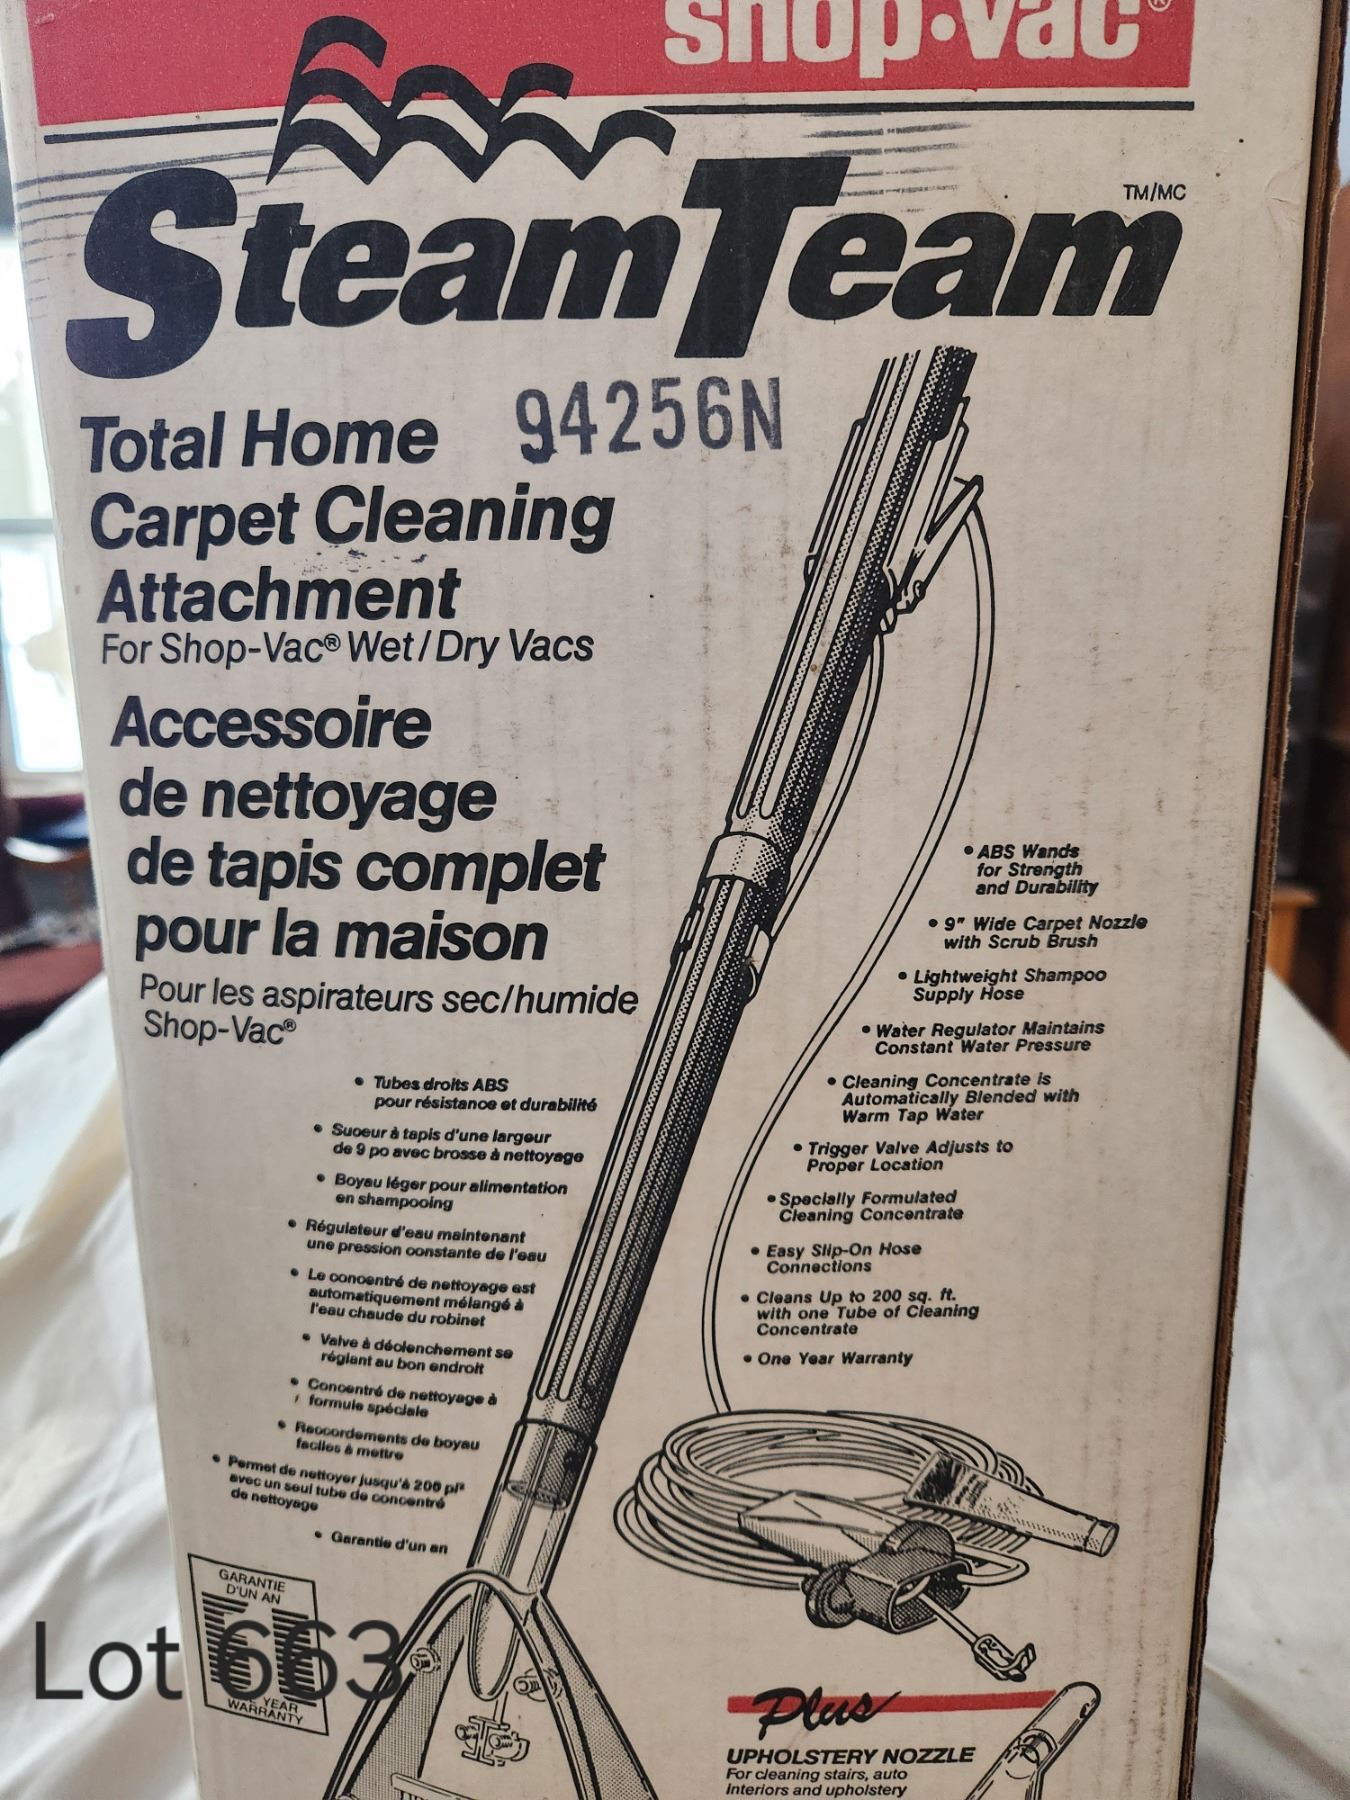 shop·vac®
SteamTeam
TM/MC
Total Home
94256N
Carpet Cleaning
Attachment
For Shop-Vac® Wet/Dry Vacs
Accessoire
de nettoyage
de tapis complet
pour la maison
Pour les aspirateurs sec/humide
Shop-Vac®
• Tubes droits ABS
pour résistance et durabilité
• Suceur à tapis d'une largeur
de 9 po avec brosse à nettoyage
• Boyau léger pour alimentation
en shampooing
• Régulateur d'eau maintenant
une pression constante de l'eau
• Le concentré de nettoyage est
automatiquement mélangé à
l'eau chaude du robinet
• Valve à déclenchement se
réglant au bon endroit
• Concentré de nettoyage à
formule spéciale
• Raccordements de boyau
faciles à mettre
• Permet de nettoyer jusqu'à 200 pi²
avec un seul tube de concentré
de nettoyage
• Garantie d'un an
• ABS Wands
for Strength
and Durability
• 9" Wide Carpet Nozzle
with Scrub Brush
• Lightweight Shampoo
Supply Hose
• Water Regulator Maintains
Constant Water Pressure
• Cleaning Concentrate is
Automatically Blended with
Warm Tap Water
• Trigger Valve Adjusts to
Proper Location
• Specially Formulated
Cleaning Concentrate
• Easy Slip-On Hose
Connections
• Cleans Up to 200 sq. ft.
with one Tube of Cleaning
Concentrate
• One Year Warranty
GARANTIE
D'UN AN
YEAR
WARRANTY
Lot 663
Plus
UPHOLSTERY NOZZLE
For cleaning stairs, auto
interiors and upholstery